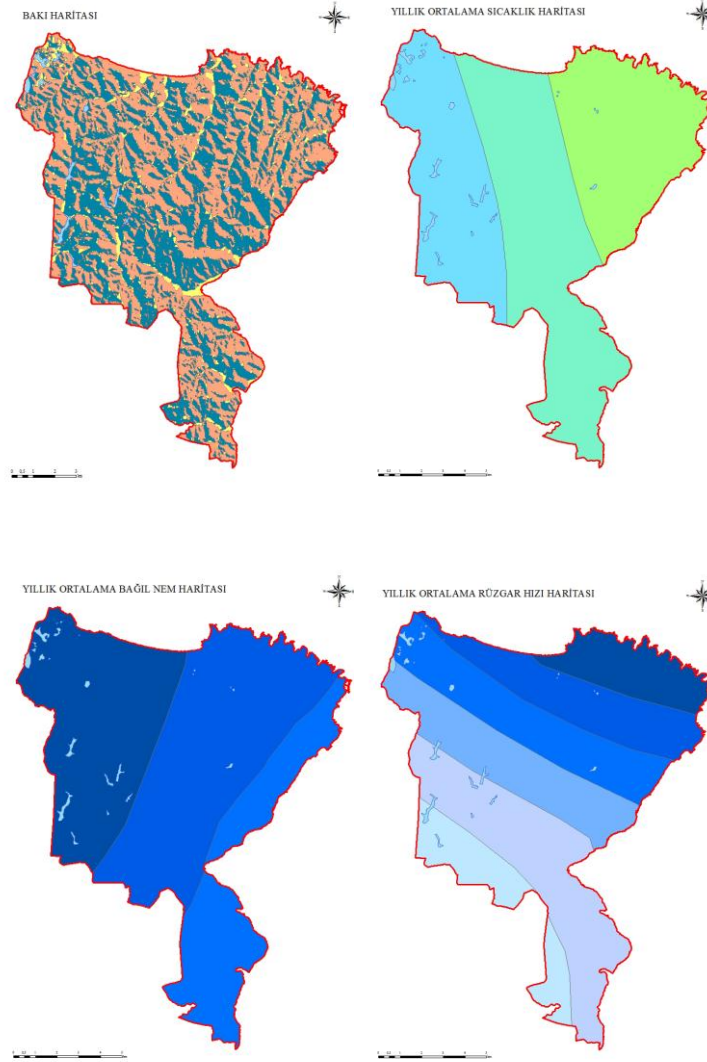 BAKI HARİTASI
YILLIK ORTALAMA SICAKLIK HARİTASI
YILLIK ORTALAMA BAĞIL NEM HARİTASI
YILLIK ORTALAMA RÜZGAR HIZI HARİTASI